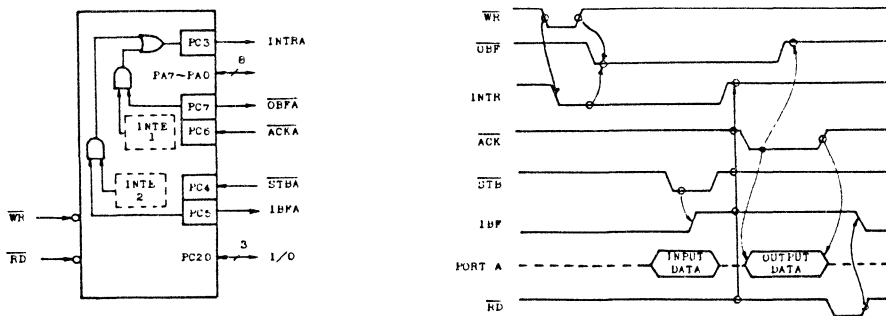 PC3 INTRA
PA7~PA0 8
PC7 OBFA
INTE 1
PC6 ACKA
INTE 2
PC4 STBA
PC5 IBFA
WR
RD
PC20 3 I/O
WR
OBF
INTR
ACK
STB
IBF
PORT A INPUT DATA OUTPUT DATA
RD